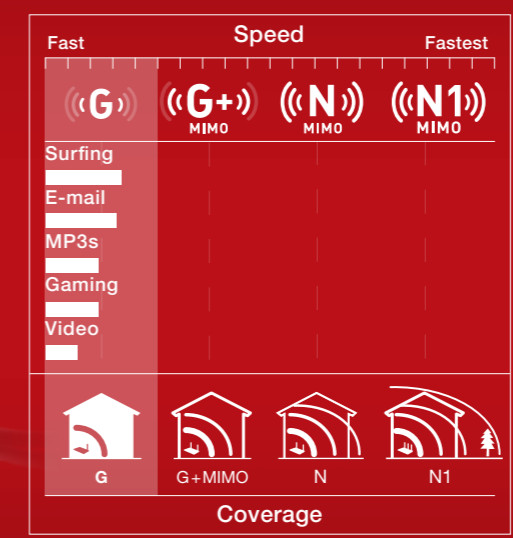 Speed
Fast Fastest
G G+ N N1
MIMO MIMO MIMO
Surfing
E-mail
MP3s
Gaming
Video
G G+MIMO N N1
Coverage